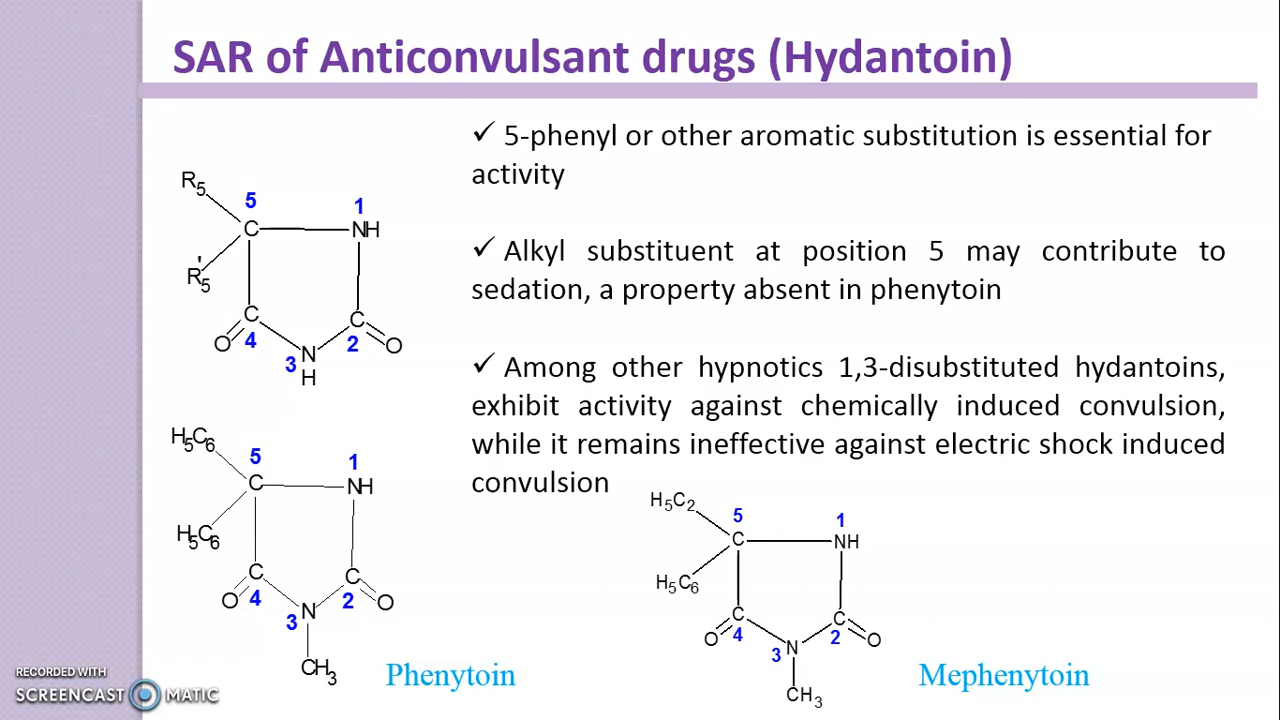 SAR of Anticonvulsant drugs (Hydantoin)
✓ 5-phenyl or other aromatic substitution is essential for
activity
✓ Alkyl substituent at position 5 may contribute to
sedation, a property absent in phenytoin
✓ Among other hypnotics 1,3-disubstituted hydantoins,
exhibit activity against chemically induced convulsion,
while it remains ineffective against electric shock induced
convulsion
R5
5
1
C
NH
R'5
C
C
O
4
2
O
3
N
H
H5C6
5
1
C
NH
H5C6
C
C
O
4
2
O
3
N
CH3
Phenytoin
H5C2
5
1
C
NH
H5C6
C
C
O
4
2
O
3
N
CH3
Mephenytoin
RECORDED WITH
SCREENCAST MATIC